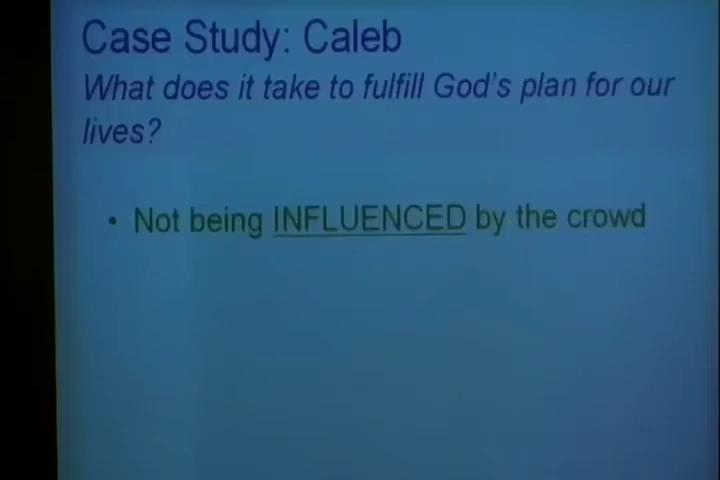 Case Study: Caleb
What does it take to fulfill God's plan for our
lives?
• Not being INFLUENCED by the crowd